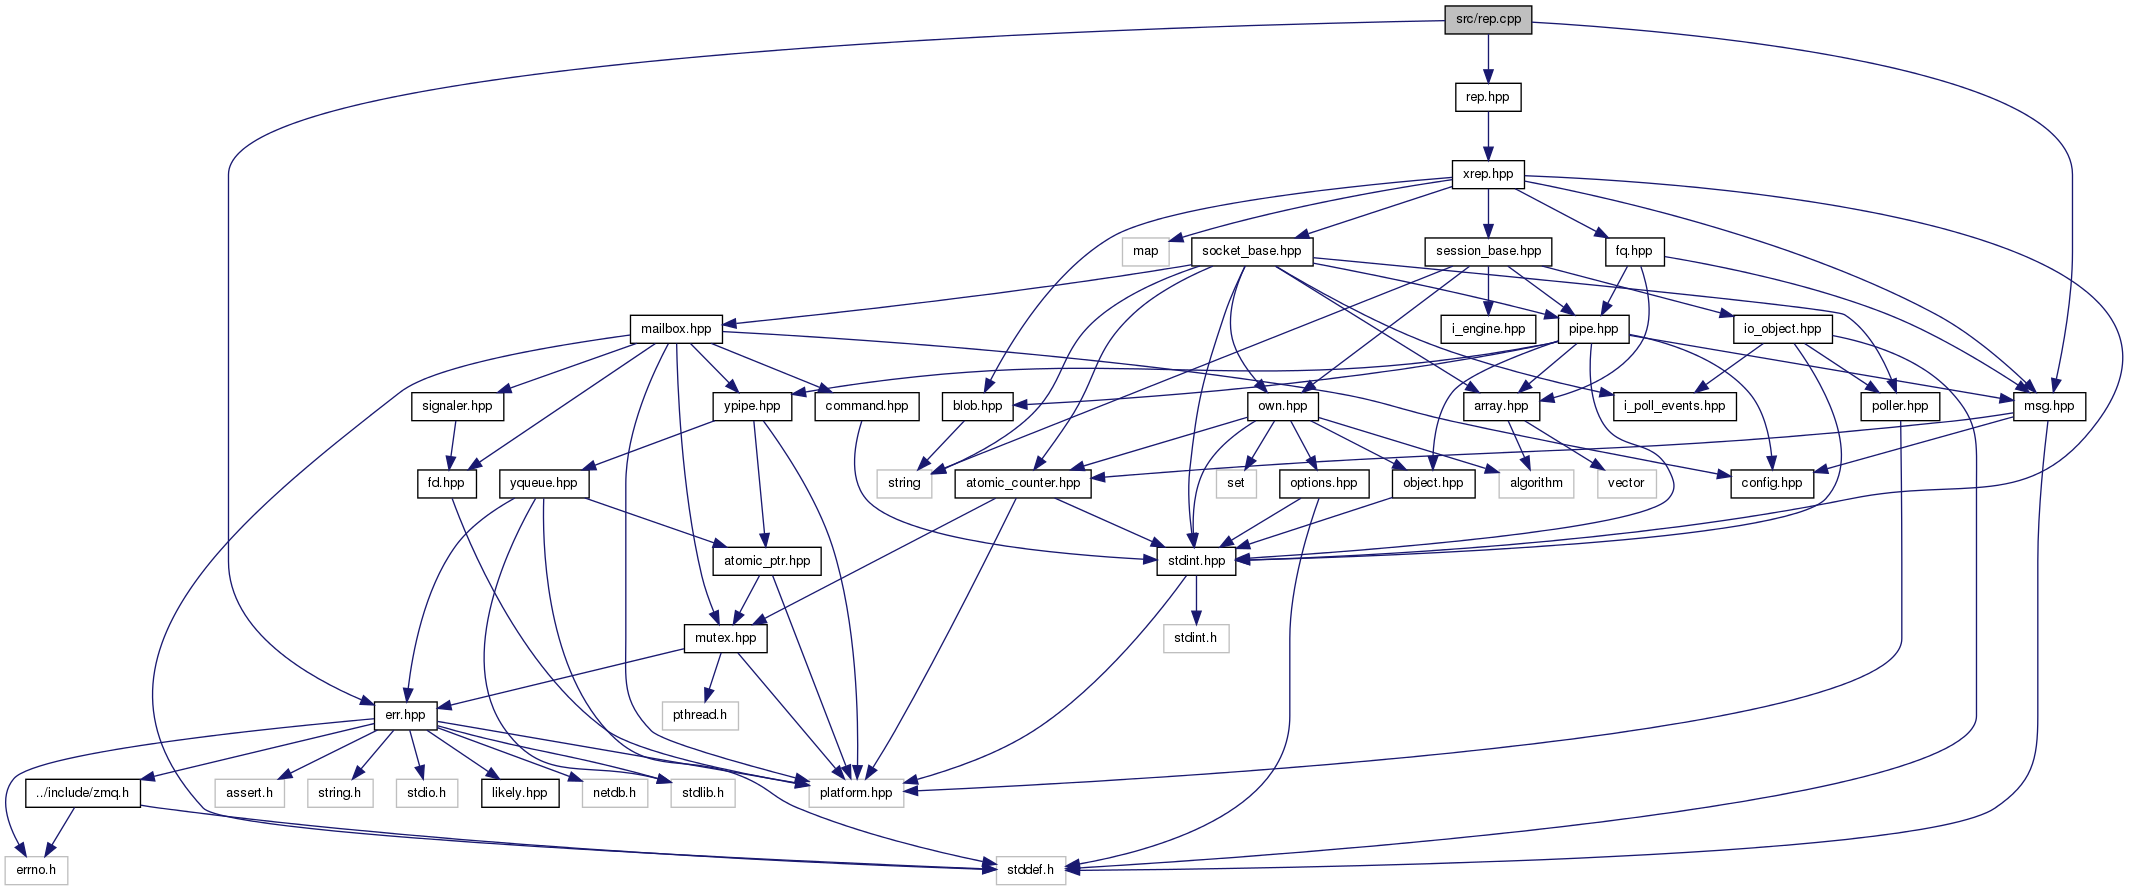 src/rep.cpp
rep.hpp
xrep.hpp
map
socket_base.hpp
session_base.hpp
fq.hpp
mailbox.hpp
i_engine.hpp
pipe.hpp
io_object.hpp
signaler.hpp
ypipe.hpp
command.hpp
blob.hpp
own.hpp
array.hpp
i_poll_events.hpp
poller.hpp
msg.hpp
fd.hpp
yqueue.hpp
string
atomic_counter.hpp
set
options.hpp
object.hpp
algorithm
vector
config.hpp
atomic_ptr.hpp
stdint.hpp
mutex.hpp
stdint.h
err.hpp
pthread.h
../include/zmq.h
assert.h
string.h
stdio.h
likely.hpp
netdb.h
stdlib.h
platform.hpp
errno.h
stddef.h